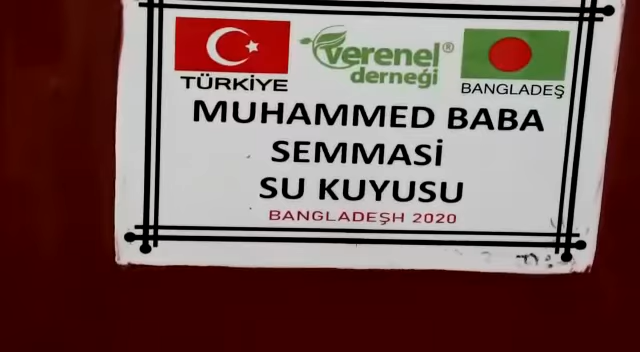 verenel®
derneği
TÜRKİYE
BANGLADEŞ
MUHAMMED BABA
SEMMASİ
SU KUYUSU
BANGLADEŞH 2020